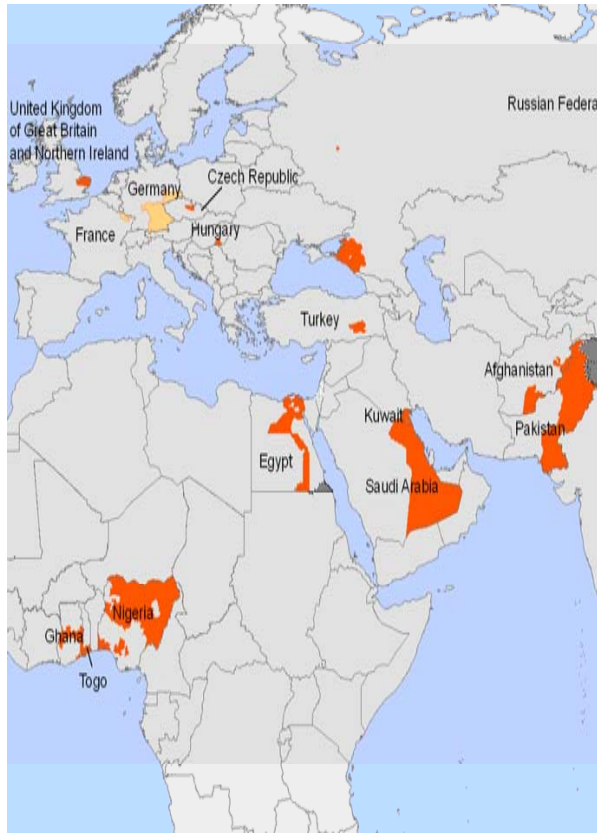 United Kingdom
of Great Britain
and Northern Ireland
Russian Federa
Czech Republic
Germany
France
Hungary
Turkey
Afghanistan
Kuwait
Pakistan
Egypt
Saudi Arabia
Nigeria
Ghana
Togo